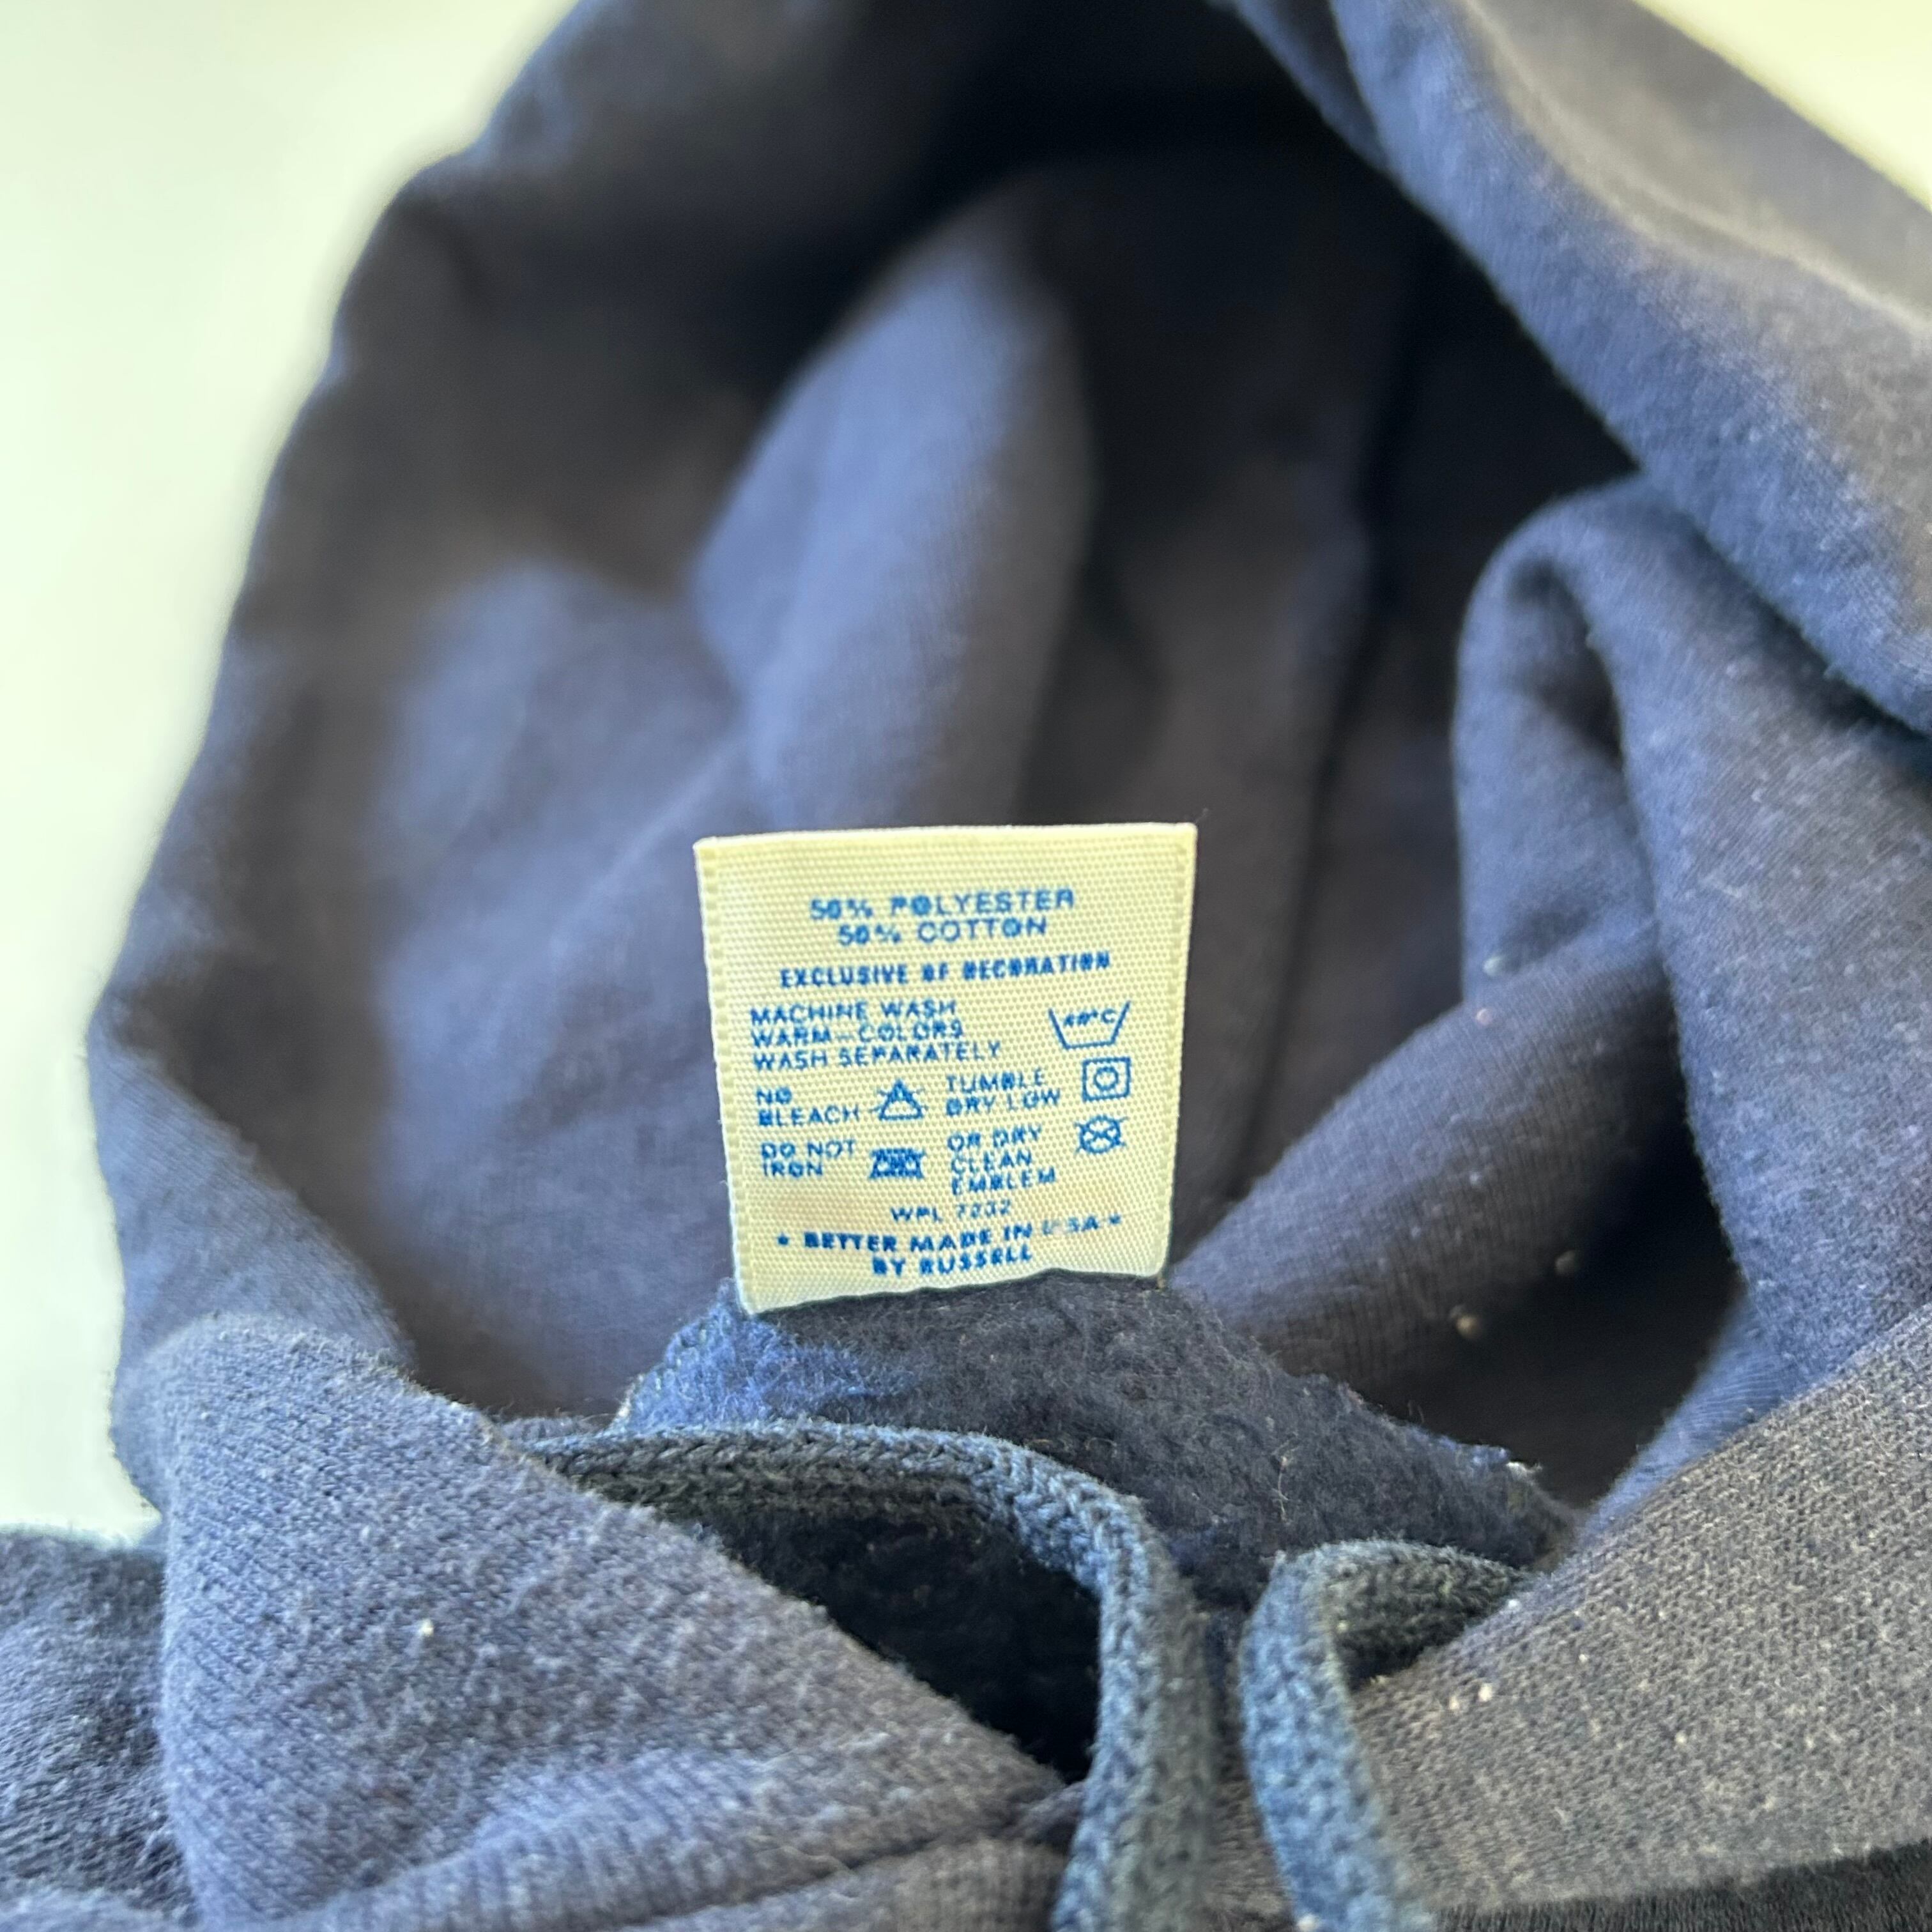 50% POLYESTER
50% COTTON
EXCLUSIVE OF DECORATION
MACHINE WASH
WARM—COLORS
WASH SEPARATELY
40°C
NO
BLEACH
TUMBLE
DRY LOW
DO NOT
IRON
OR DRY
CLEAN
EMBLEM
WPL 7232
* BETTER MADE IN USA *
BY RUSSELL